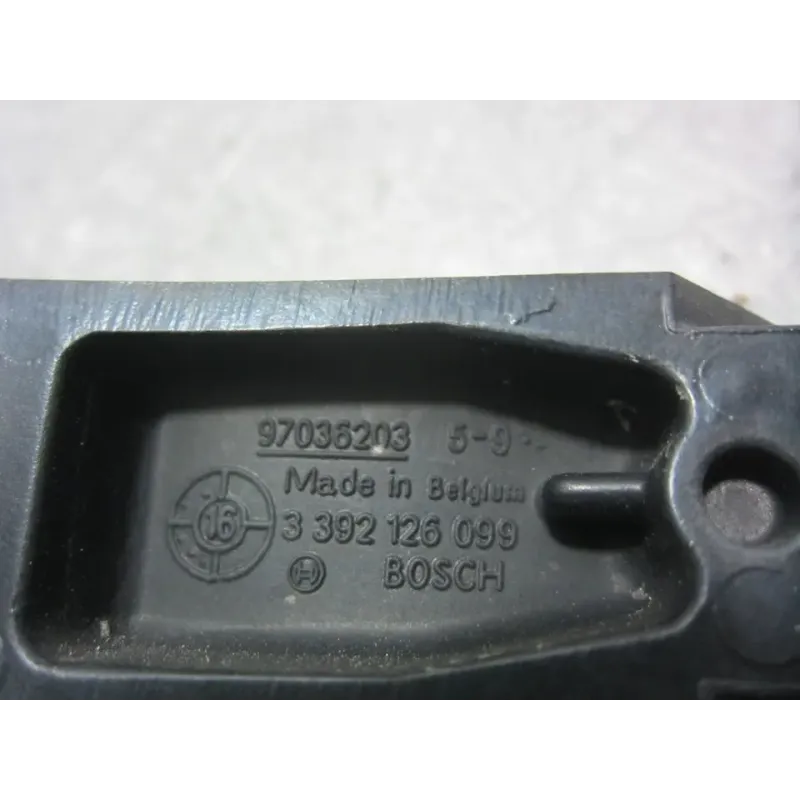 97036203 5-9
Made in Belgium
16
3 392 126 099
BOSCH